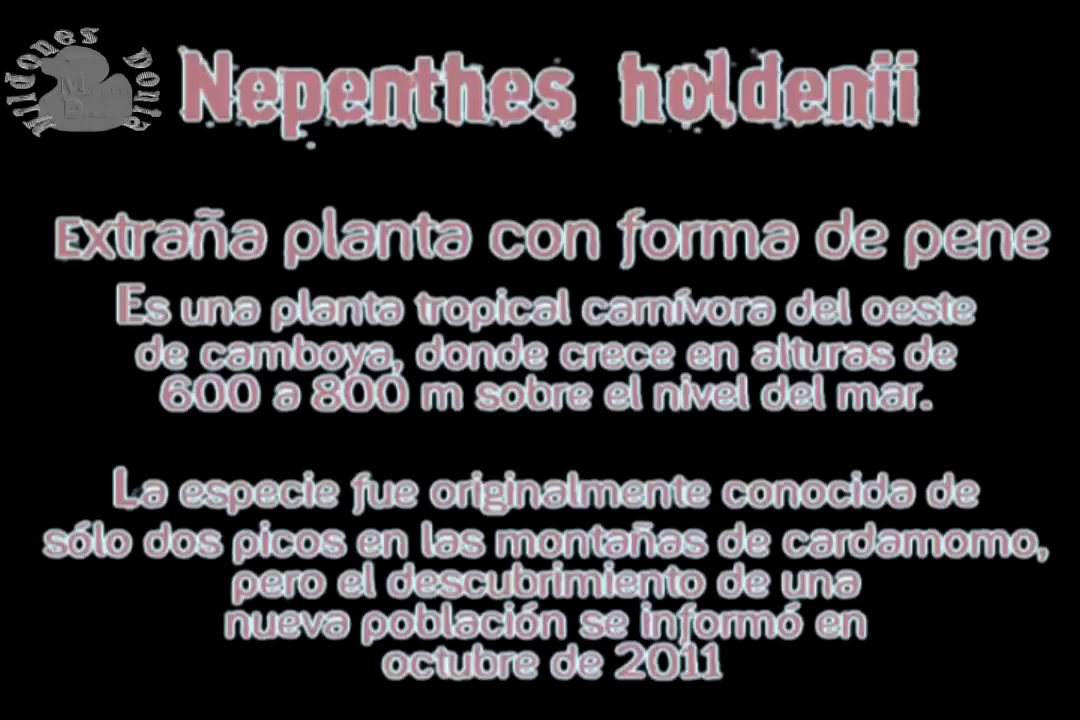 Nildones Donia
Nepenthes holdenii
Extraña planta con forma de pene
Es una planta tropical carnívora del oeste
de camboya, donde crece en alturas de
600 a 800 m sobre el nivel del mar.
La especie fue originalmente conocida de
sólo dos picos en las montañas de cardamomo,
pero el descubrimiento de una
nueva población se informó en
octubre de 2011